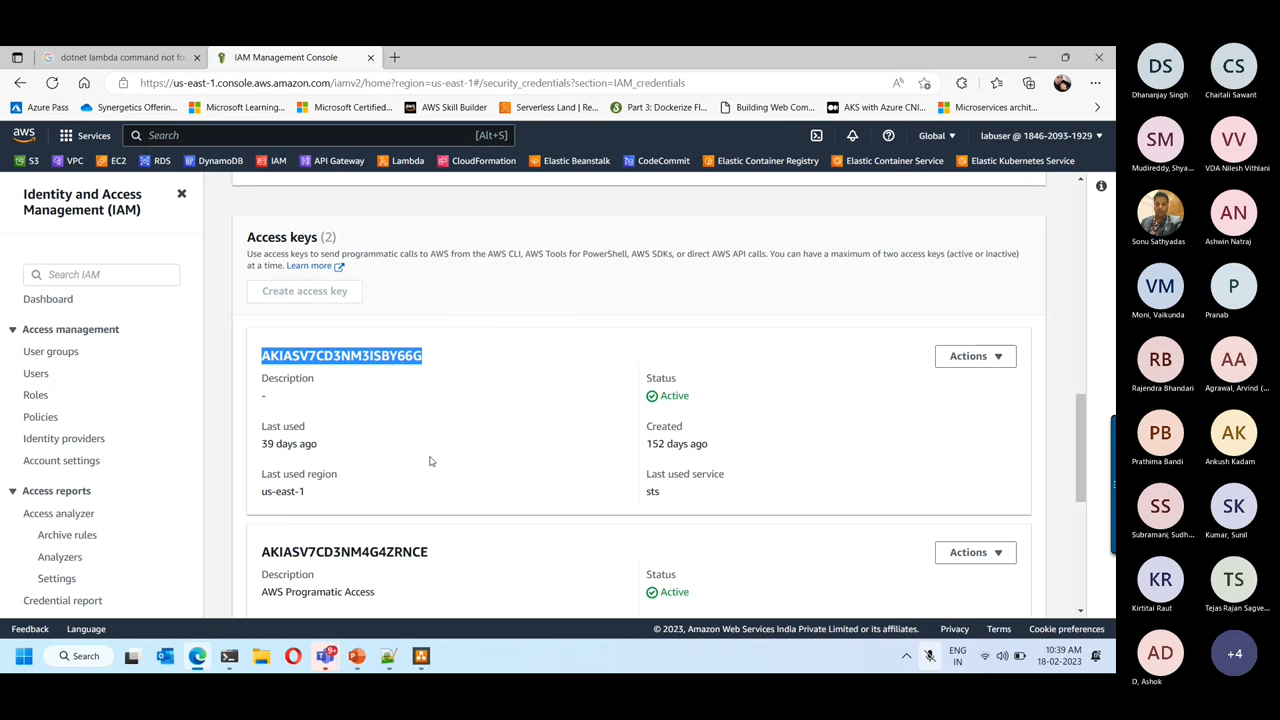 dotnet lambda command not fo
IAM Management Console
https://us-east-1.console.aws.amazon.com/iamv2/home?region=us-east-1#/security_credentials?section=IAM_credentials
Azure Pass
Synergetics Offerin...
Microsoft Learning...
Microsoft Certified...
AWS Skill Builder
Serverless Land | Re...
Part 3: Dockerize Fl...
Building Web Com...
AKS with Azure CNI...
Microservices archit...
aws
Services
Search
[Alt+S]
Global
labuser @ 1846-2093-1929
S3
VPC
EC2
RDS
DynamoDB
IAM
API Gateway
Lambda
CloudFormation
Elastic Beanstalk
CodeCommit
Elastic Container Registry
Elastic Container Service
Elastic Kubernetes Service
Identity and Access
Management (IAM)
Search IAM
Dashboard
Access management
User groups
Users
Roles
Policies
Identity providers
Account settings
Access reports
Access analyzer
Archive rules
Analyzers
Settings
Credential report
Access keys (2)
Use access keys to send programmatic calls to AWS from the AWS CLI, AWS Tools for PowerShell, AWS SDKs, or direct AWS API calls. You can have a maximum of two access keys (active or inactive)
at a time. Learn more
Create access key
AKIASV7CD3NM3ISBY66G
Actions
Description
-
Status
Active
Last used
39 days ago
Created
152 days ago
Last used region
us-east-1
Last used service
sts
AKIASV7CD3NM4G4ZRNCE
Actions
Description
AWS Programatic Access
Status
Active
Feedback
Language
© 2023, Amazon Web Services India Private Limited or its affiliates.
Privacy
Terms
Cookie preferences
Search
9+
ENG
IN
10:39 AM
18-02-2023
DS
Dhananjay Singh
CS
Chaitali Sawant
SM
Mudireddy, Shya...
VV
VDA Nilesh Vithlani
Sonu Sathyadas
AN
Ashwin Natraj
VM
Moni, Vaikunda
P
Pranab
RB
Rajendra Bhandari
AA
Agrawal, Arvind (...
PB
Prathima Bandi
AK
Ankush Kadam
SS
Subramani, Sudh...
SK
Kumar, Sunil
KR
Kirtitai Raut
TS
Tejas Rajan Sagve...
AD
D, Ashok
+4